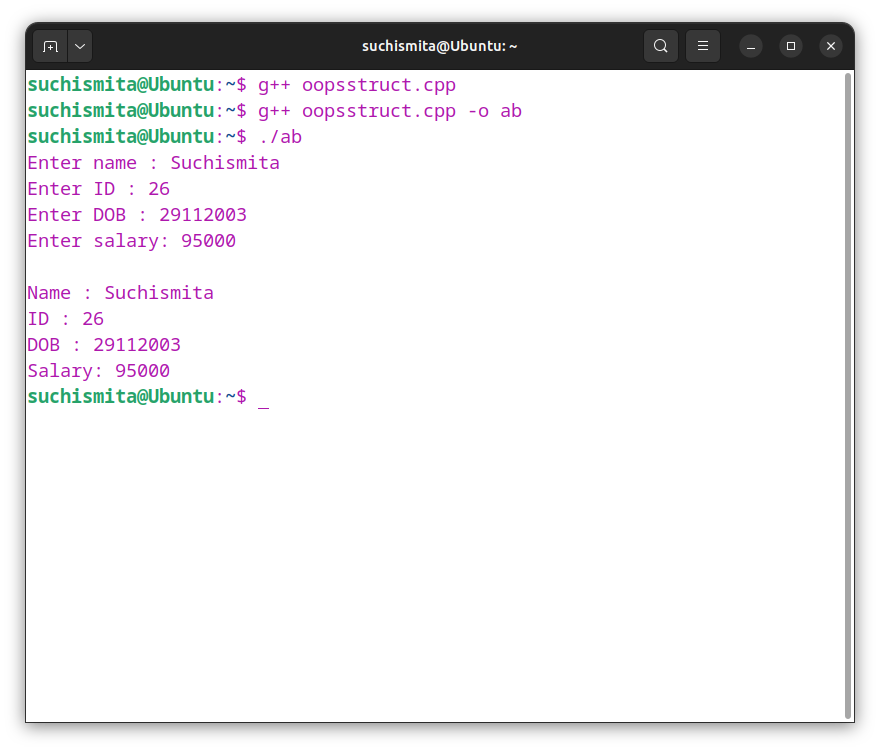 suchismita@Ubuntu: ~
suchismita@Ubuntu:~$ g++ oopsstruct.cpp
suchismita@Ubuntu:~$ g++ oopsstruct.cpp -o ab
suchismita@Ubuntu:~$ ./ab
Enter name : Suchismita
Enter ID : 26
Enter DOB : 29112003
Enter salary: 95000
Name : Suchismita
ID : 26
DOB : 29112003
Salary: 95000
suchismita@Ubuntu:~$ _